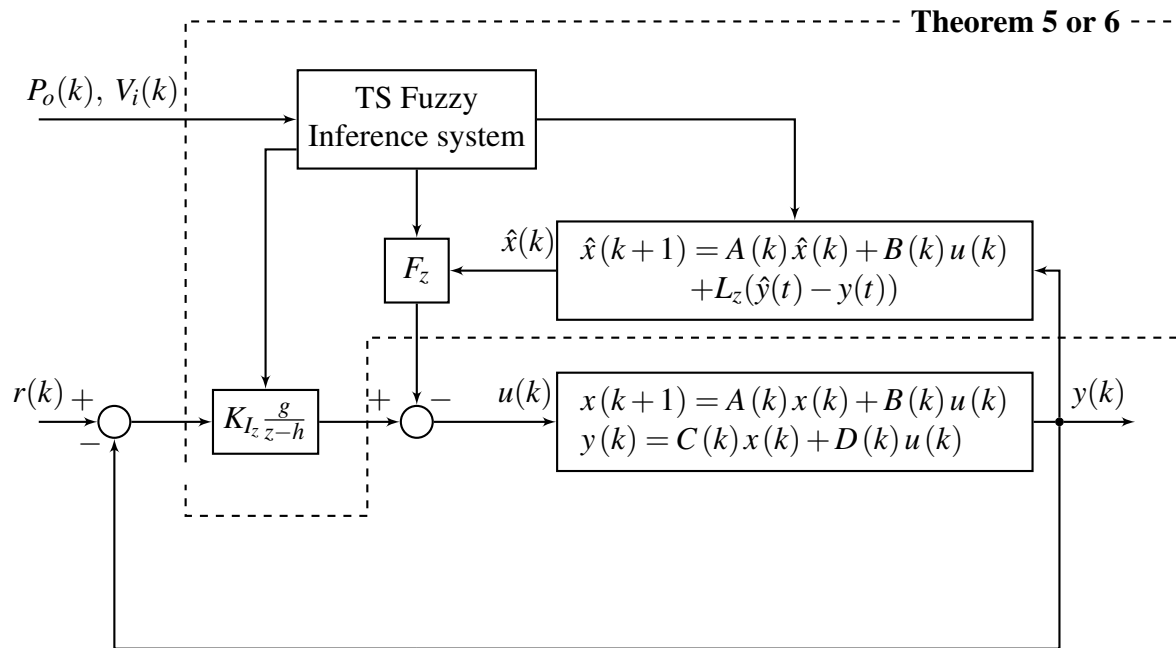 Theorem 5 or 6
P_o(k), V_i(k)
TS Fuzzy
Inference system
x̂(k)
x̂(k+1) = A(k) x̂(k) + B(k) u(k)
+L_z(ŷ(t) − y(t))
F_z
r(k)
+
−
K_{I_z} g/(z−h)
+
−
u(k)
x(k+1) = A(k) x(k) + B(k) u(k)
y(k) = C(k) x(k) + D(k) u(k)
y(k)